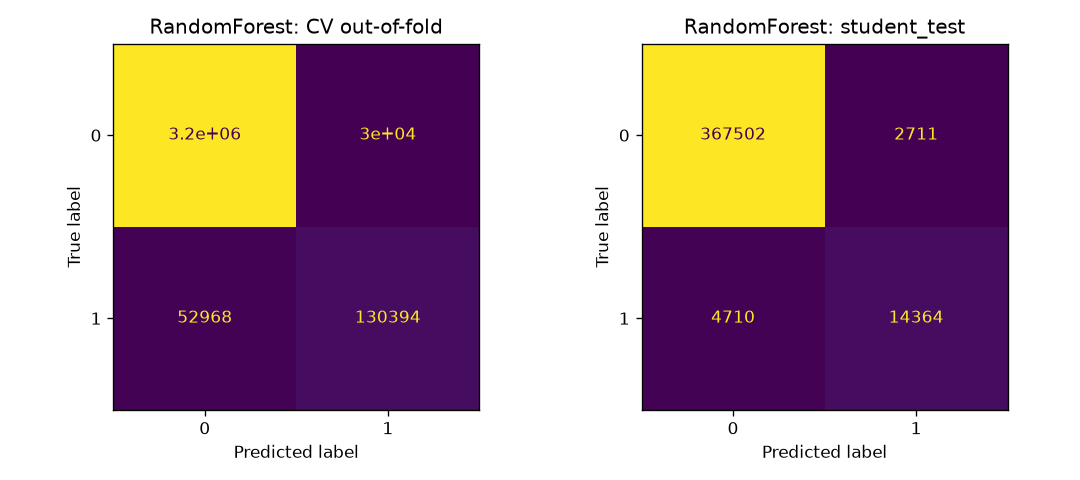 RandomForest: CV out-of-fold
True label
0
1
3.2e+06
3e+04
52968
130394
0
1
Predicted label
RandomForest: student_test
True label
0
1
367502
2711
4710
14364
0
1
Predicted label